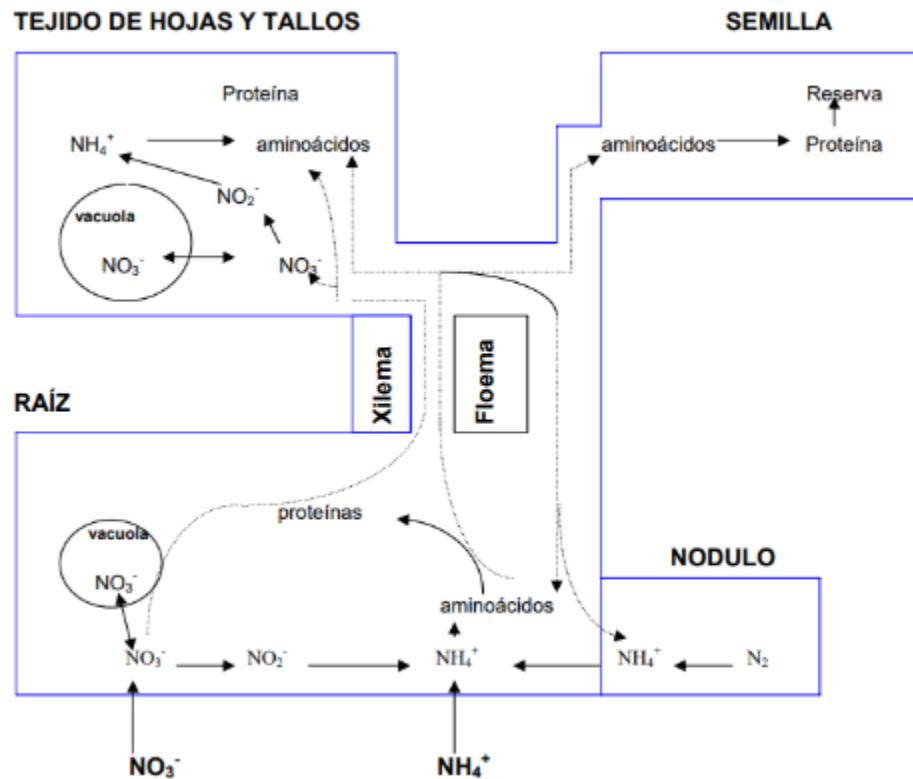 TEJIDO DE HOJAS Y TALLOS
SEMILLA
Proteína
Reserva
NH₄⁺
aminoácidos
aminoácidos
Proteína
NO₂⁻
vacuola
NO₃⁻
NO₃⁻
Xilema
Floema
RAÍZ
proteínas
vacuola
NO₃⁻
NODULO
aminoácidos
NO₃⁻
NO₂⁻
NH₄⁺
NH₄⁺
N₂
NO₃⁻
NH₄⁺